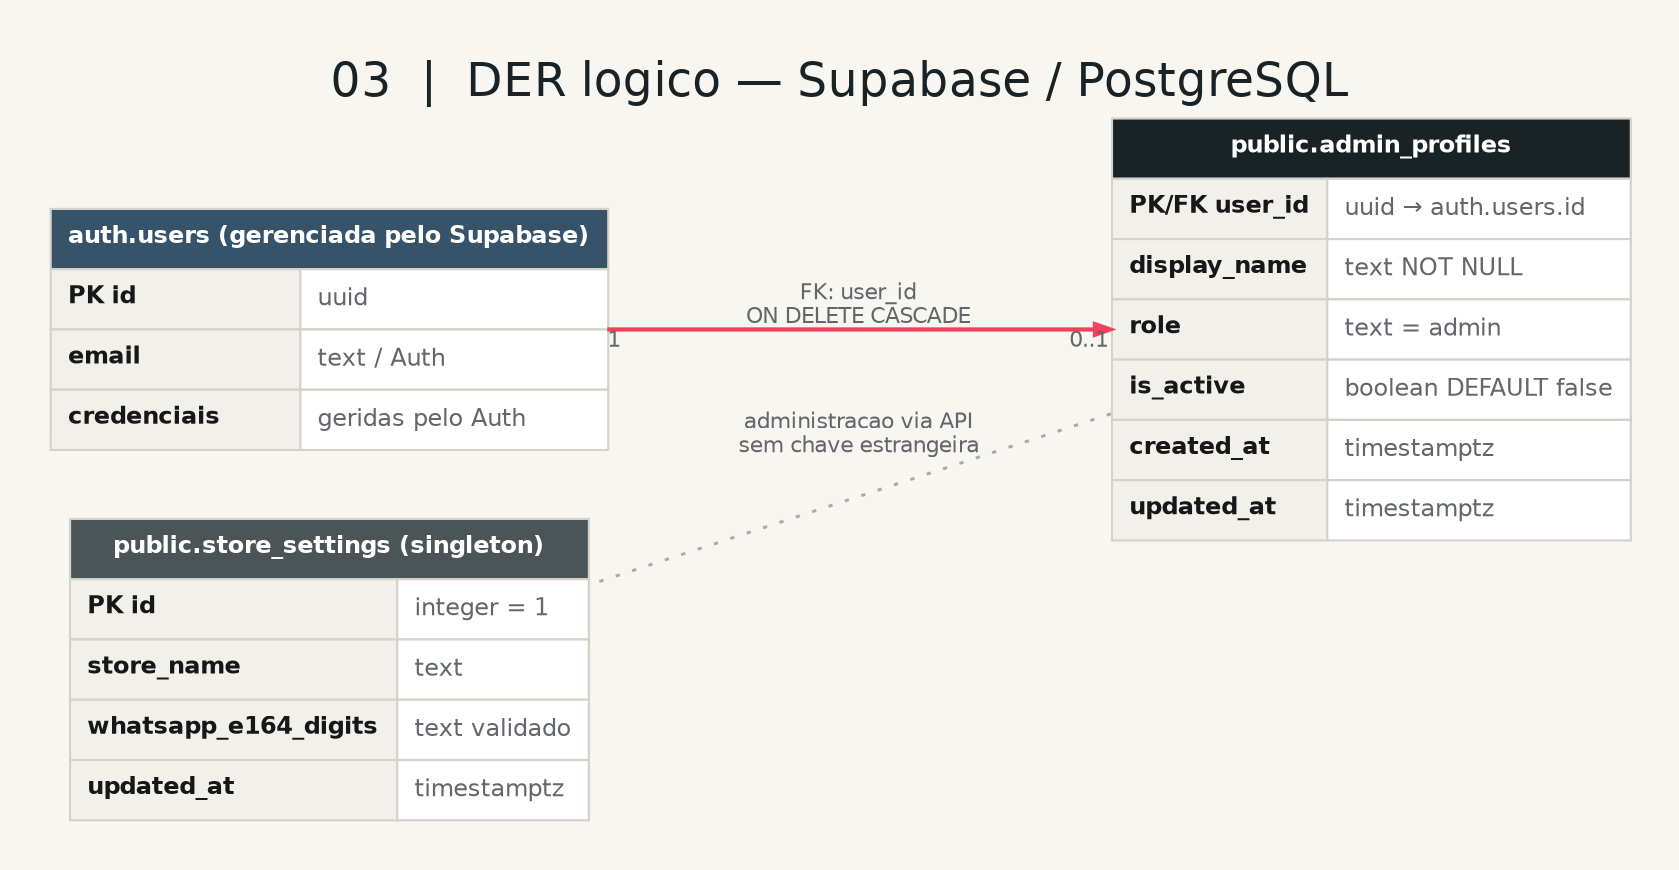 03 | DER logico — Supabase / PostgreSQL
auth.users (gerenciada pelo Supabase)
PK id uuid
email text / Auth
credenciais geridas pelo Auth
FK: user_id
ON DELETE CASCADE
1 0..1
administracao via API
sem chave estrangeira
public.admin_profiles
PK/FK user_id uuid → auth.users.id
display_name text NOT NULL
role text = admin
is_active boolean DEFAULT false
created_at timestamptz
updated_at timestamptz
public.store_settings (singleton)
PK id integer = 1
store_name text
whatsapp_e164_digits text validado
updated_at timestamptz